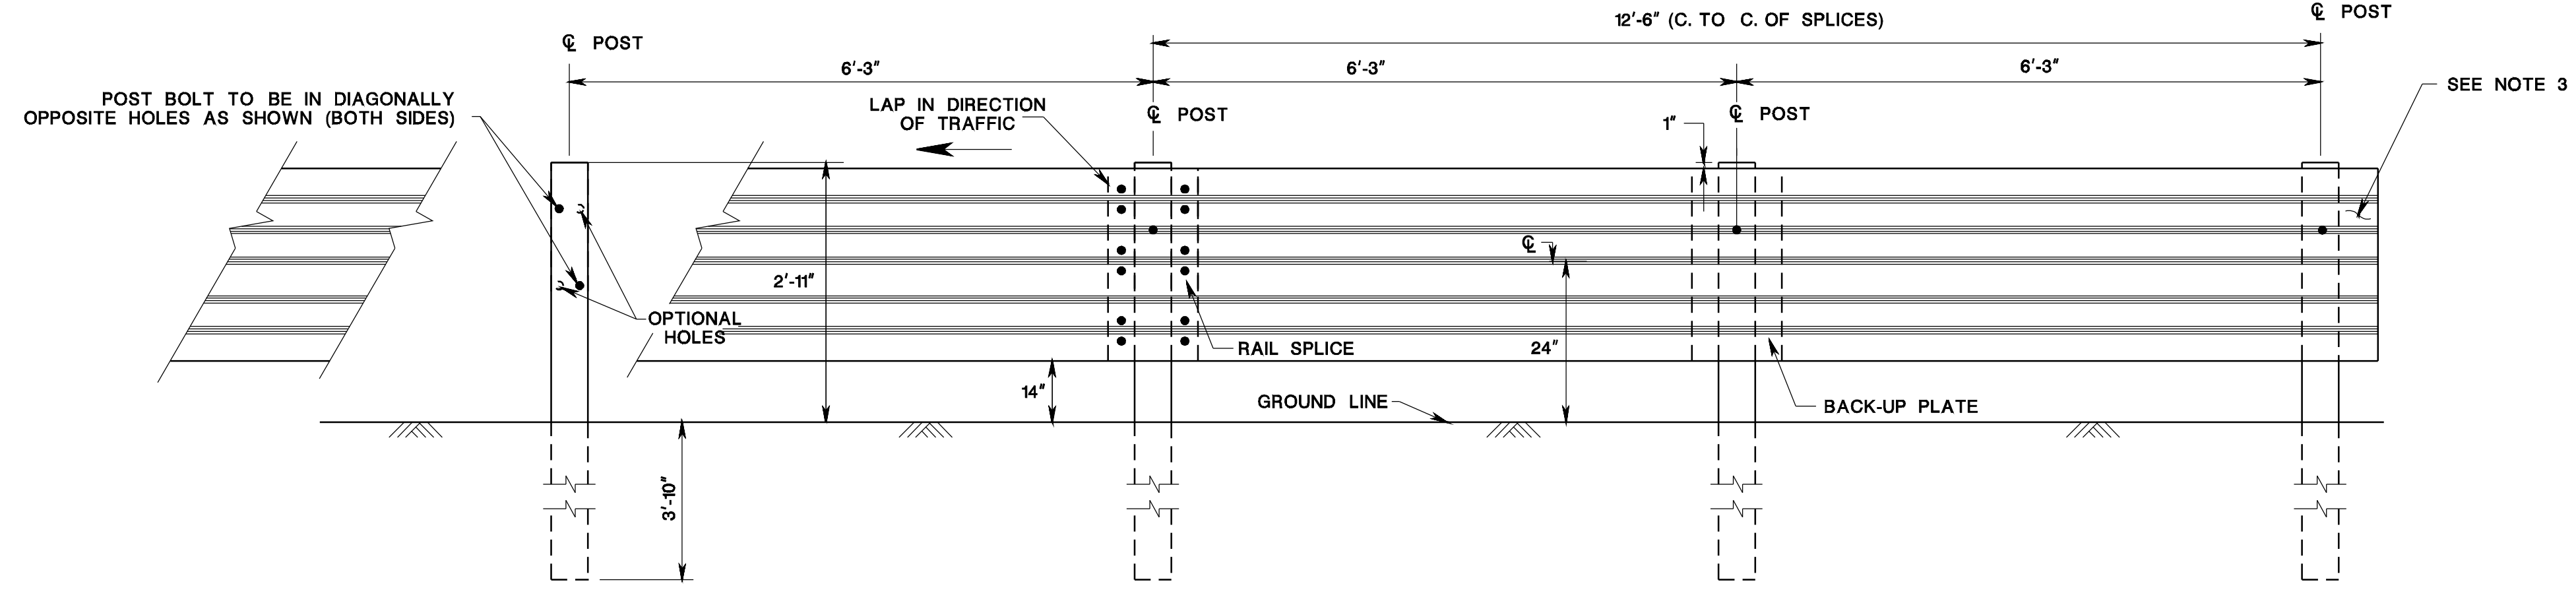 12'-6" (C. TO C. OF SPLICES)
℄ POST
℄ POST
6'-3"
6'-3"
6'-3"
SEE NOTE 3
POST BOLT TO BE IN DIAGONALLY
OPPOSITE HOLES AS SHOWN (BOTH SIDES)
LAP IN DIRECTION
OF TRAFFIC
℄ POST
℄ POST
1"
℄
2'-11"
OPTIONAL
HOLES
RAIL SPLICE
24"
14"
GROUND LINE
BACK-UP PLATE
3'-10"